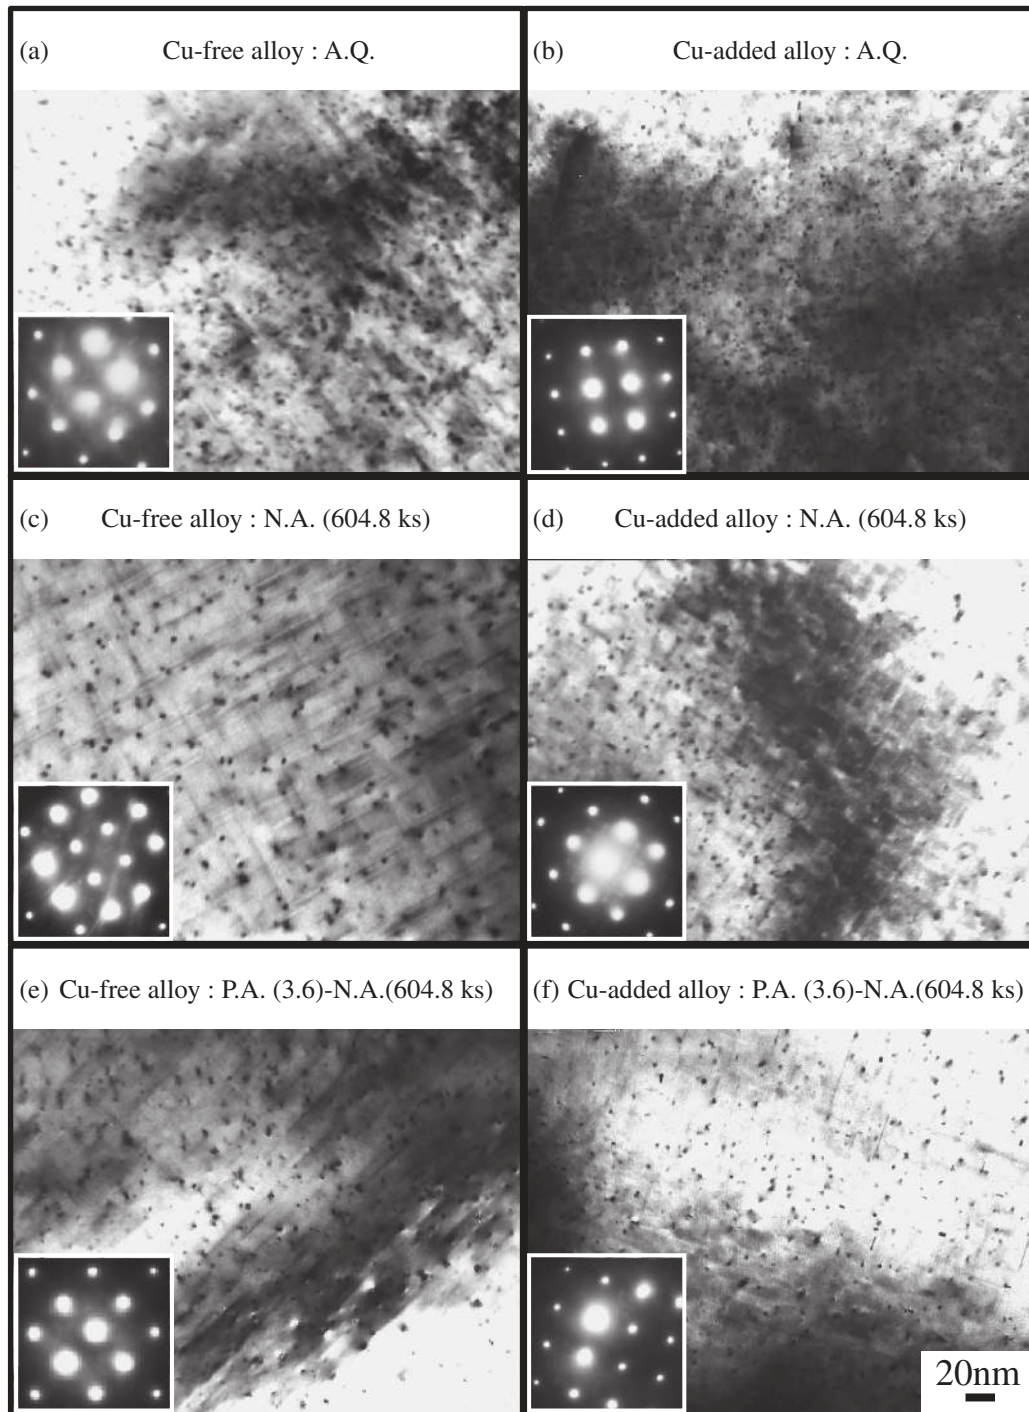 (a) Cu-free alloy : A.Q.
(b) Cu-added alloy : A.Q.
(c) Cu-free alloy : N.A. (604.8 ks)
(d) Cu-added alloy : N.A. (604.8 ks)
(e) Cu-free alloy : P.A. (3.6)-N.A.(604.8 ks)
(f) Cu-added alloy : P.A. (3.6)-N.A.(604.8 ks)
20nm